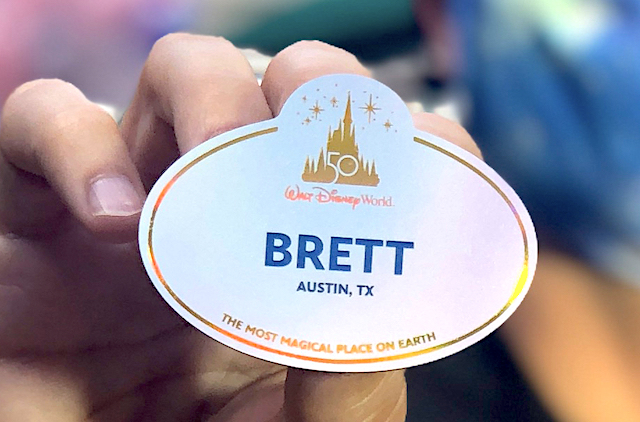 50
Walt Disney World.
BRETT
AUSTIN, TX
THE MOST MAGICAL PLACE ON EARTH